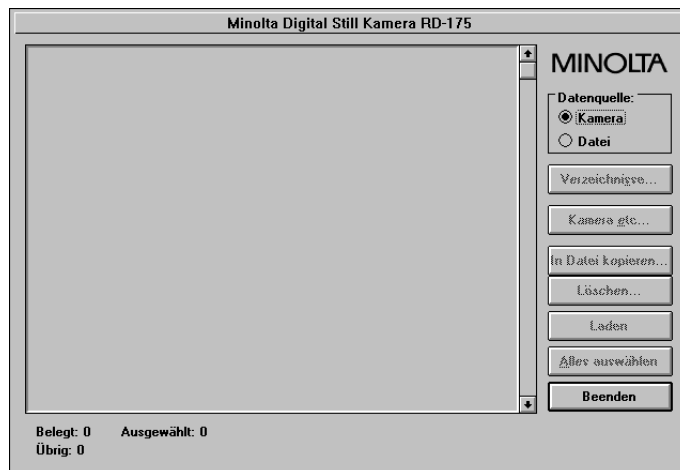 Minolta Digital Still Kamera RD-175
MINOLTA
Datenquelle:
Kamera
Datei
Verzeichnisse...
Kamera etc...
In Datei kopieren...
Löschen...
Laden
Alles auswählen
Beenden
Belegt: 0 Ausgewählt: 0
Übrig: 0